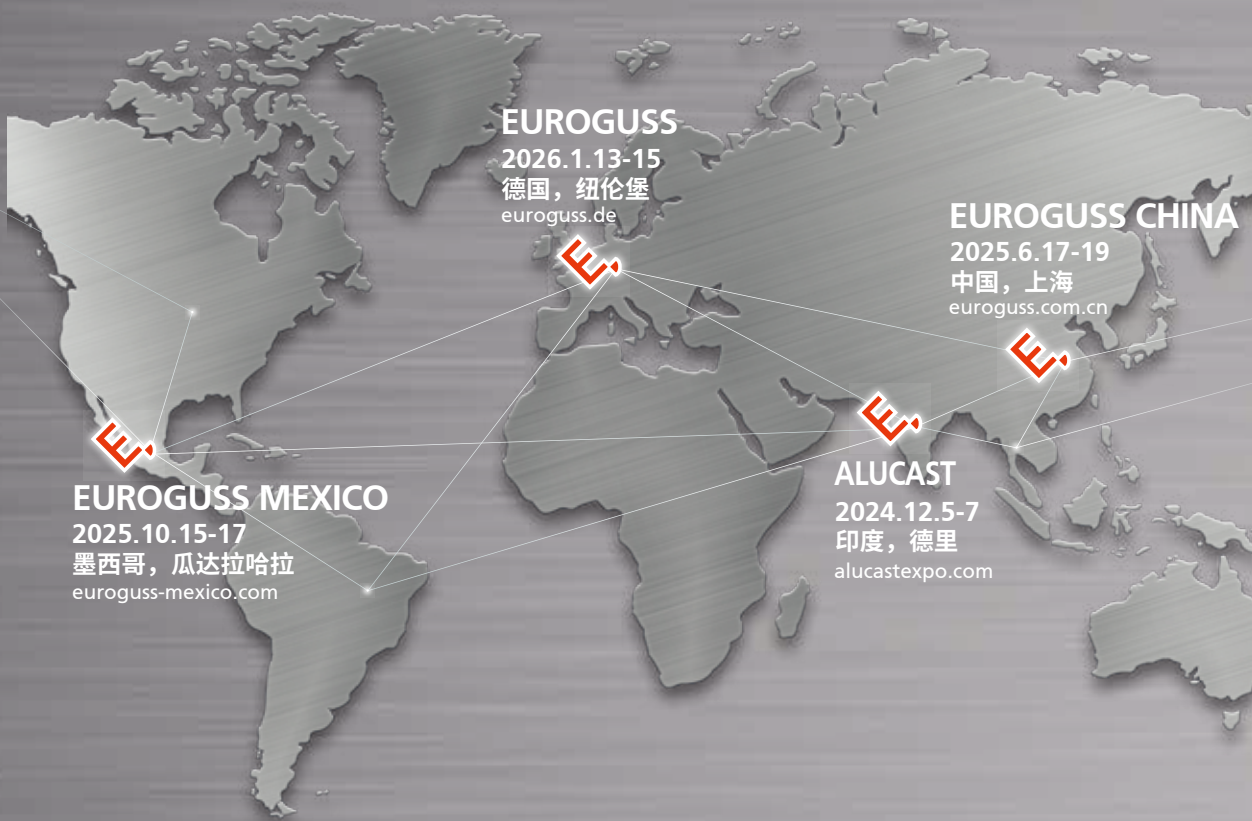 EUROGUSS
2026.1.13-15
德国，纽伦堡
euroguss.de
EUROGUSS CHINA
2025.6.17-19
中国，上海
euroguss.com.cn
E.
E.
E.
E.
ALUCAST
2024.12.5-7
印度，德里
alucastexpo.com
EUROGUSS MEXICO
2025.10.15-17
墨西哥，瓜达拉哈拉
euroguss-mexico.com